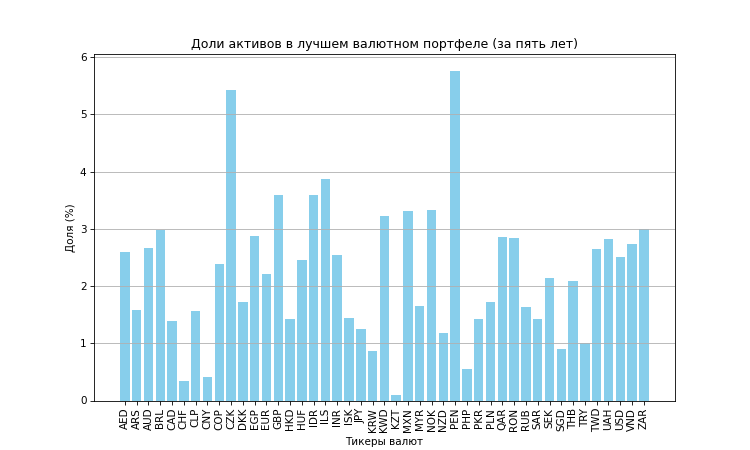 Доли активов в лучшем валютном портфеле (за пять лет)
Доля (%)
6
5
4
3
2
1
0
AED ARS AUD BRL CAD CHF CLP CNY COP CZK DKK EGP EUR GBP HKD HUF IDR ILS INR ISK JPY KRW KWD KZT MXN MYR NOK NZD PEN PHP PKR PLN QAR RON RUB SAR SEK SGD THB TRY TWD UAH USD VND ZAR
Тикеры валют